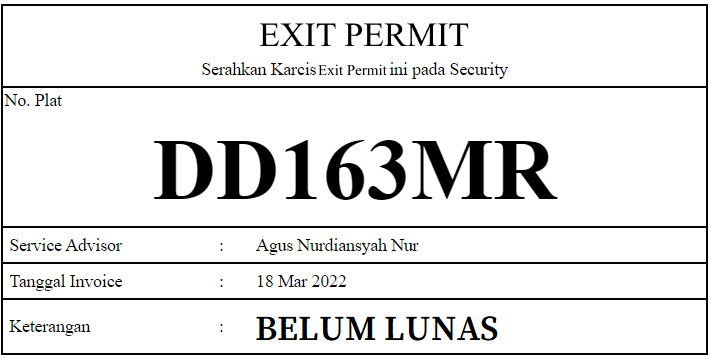 EXIT PERMIT
Serahkan Karcis Exit Permit ini pada Security
No. Plat
DD163MR
Service Advisor : Agus Nurdiansyah Nur
Tanggal Invoice : 18 Mar 2022
Keterangan : BELUM LUNAS